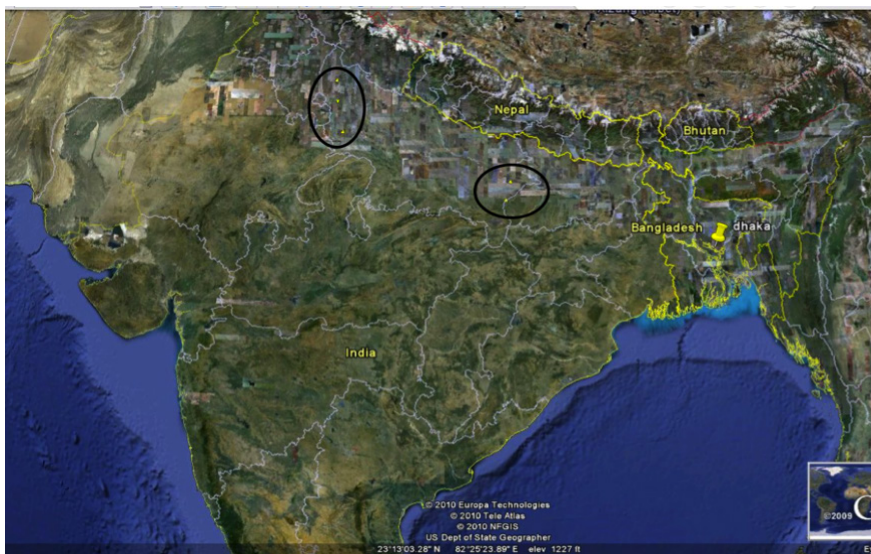 Nepal
Bhutan
Bangladesh
dhaka
India
© 2010 Europa Technologies
© 2010 Tele Atlas
© 2010 NFGIS
US Dept of State Geographer
©2009
23°13'03.28" N 82°25'23.89" E elev 1227 ft